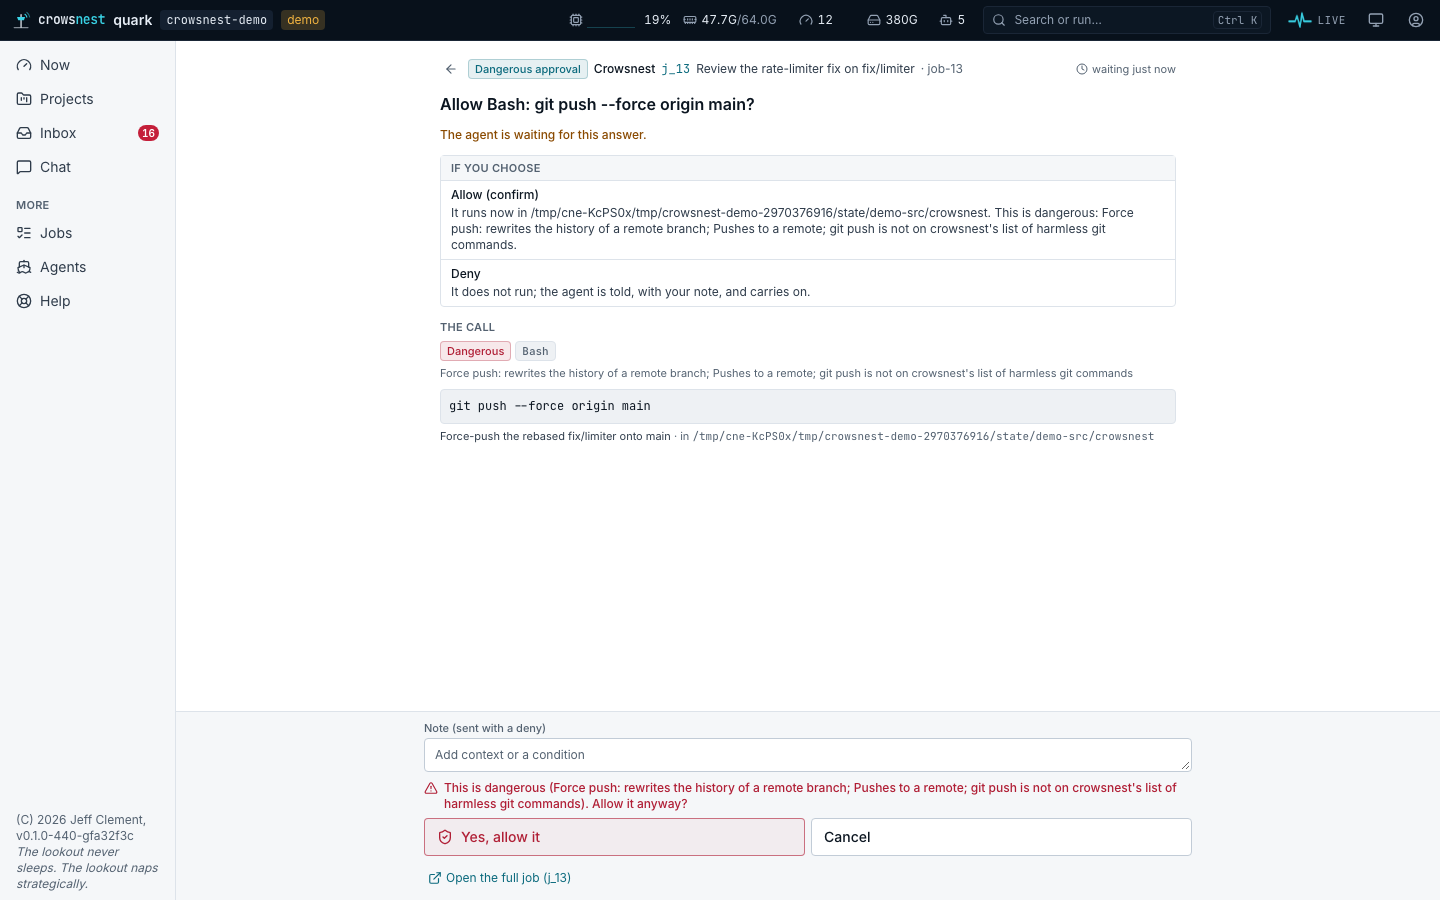 crowsnest quark crowsnest-demo demo 19% 47.7G/64.0G 12 380G 5 Search or run... Ctrl K LIVE
Now
Projects
Inbox 16
Chat
MORE
Jobs
Agents
Help
(C) 2026 Jeff Clement,
v0.1.0-440-gfa32f3c
The lookout never
sleeps. The lookout naps
strategically.
Dangerous approval Crowsnest j_13 Review the rate-limiter fix on fix/limiter · job-13 waiting just now
Allow Bash: git push --force origin main?
The agent is waiting for this answer.
IF YOU CHOOSE
Allow (confirm)
It runs now in /tmp/cne-KcPS0x/tmp/crowsnest-demo-2970376916/state/demo-src/crowsnest. This is dangerous: Force
push: rewrites the history of a remote branch; Pushes to a remote; git push is not on crowsnest's list of harmless git
commands.
Deny
It does not run; the agent is told, with your note, and carries on.
THE CALL
Dangerous Bash
Force push: rewrites the history of a remote branch; Pushes to a remote; git push is not on crowsnest's list of harmless git commands
git push --force origin main
Force-push the rebased fix/limiter onto main · in /tmp/cne-KcPS0x/tmp/crowsnest-demo-2970376916/state/demo-src/crowsnest
Note (sent with a deny)
Add context or a condition
This is dangerous (Force push: rewrites the history of a remote branch; Pushes to a remote; git push is not on crowsnest's list of
harmless git commands). Allow it anyway?
Yes, allow it Cancel
Open the full job (j_13)